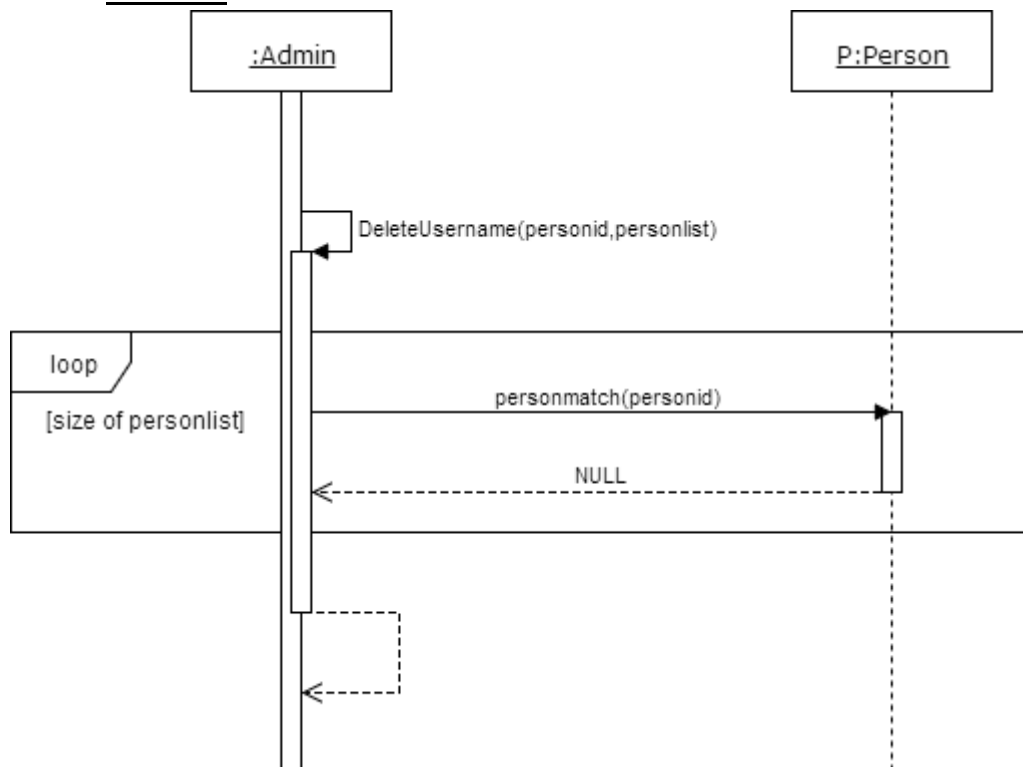 :Admin
P:Person
DeleteUsername(personid,personlist)
loop
personmatch(personid)
[size of personlist]
NULL